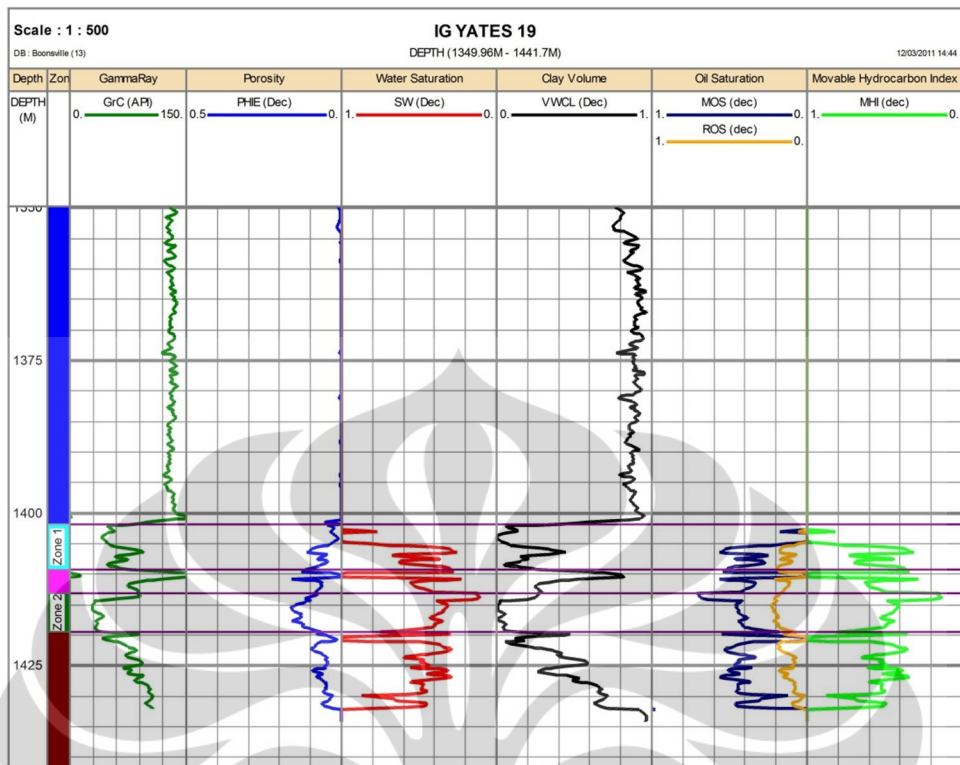 Scale : 1 : 500
IG YATES 19
DB : Boonsville (13)
DEPTH (1349.96M - 1441.7M)
12/03/2011 14:44
Depth Zon GammaRay Porosity Water Saturation Clay Volume Oil Saturation Movable Hydrocarbon Index
DEPTH (M)
GrC (API)
0. 150.
PHIE (Dec)
0.5 0.
SW (Dec)
1. 0.
VWCL (Dec)
0. 1.
MOS (dec)
1. 0.
ROS (dec)
1. 0.
MHI (dec)
1. 0.
1350
1375
1400
Zone 1
Zone 2
1425